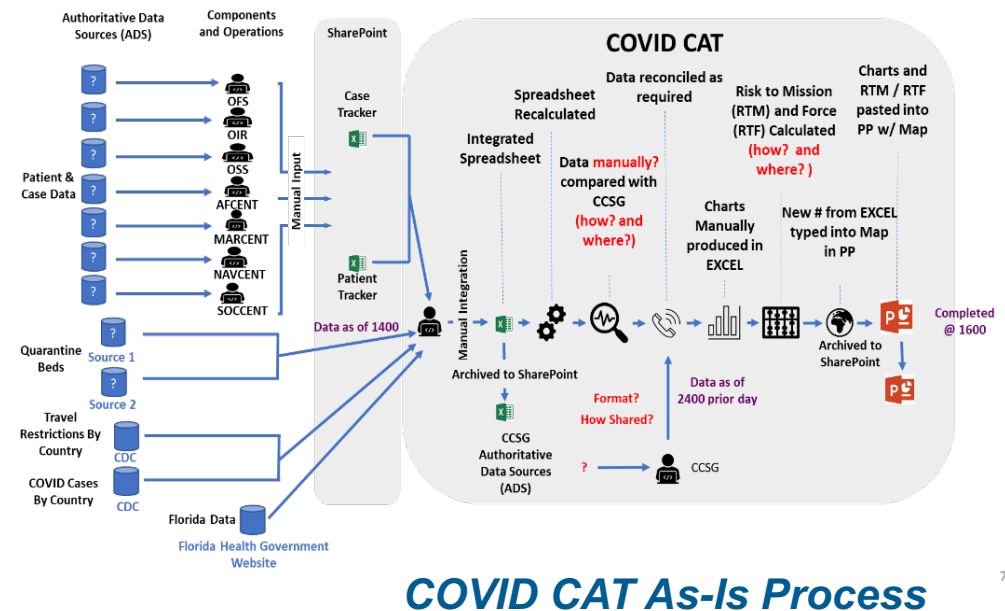 Authoritative Data
Sources (ADS)
Components
and Operations
SharePoint
COVID CAT
?
?
?
?
?
?
?
Patient &
Case Data
OFS
OIR
OSS
AFCENT
MARCENT
NAVCENT
SOCCENT
Manual Input
Case
Tracker
Patient
Tracker
Data as of 1400
Manual Integration
Integrated
Spreadsheet
Spreadsheet
Recalculated
Data manually?
compared with
CCSG
(how? and
where?)
Data reconciled as
required
Charts
Manually
produced in
EXCEL
Risk to Mission
(RTM) and Force
(RTF) Calculated
(how? and
where? )
New # from EXCEL
typed into Map
in PP
Charts and
RTM / RTF
pasted into
PP w/ Map
Completed
@ 1600
Archived to
SharePoint
Archived to SharePoint
CCSG
Authoritative
Data Sources
(ADS)
Format?
How Shared?
Data as of
2400 prior day
?
CCSG
Quarantine
Beds
?
Source 1
?
Source 2
Travel
Restrictions By
Country
CDC
COVID Cases
By Country
CDC
Florida Data
Florida Health Government
Website
7
COVID CAT As-Is Process